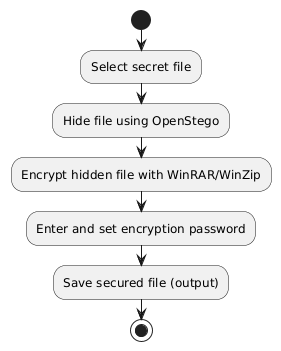 Select secret file
Hide file using OpenStego
Encrypt hidden file with WinRAR/WinZip
Enter and set encryption password
Save secured file (output)